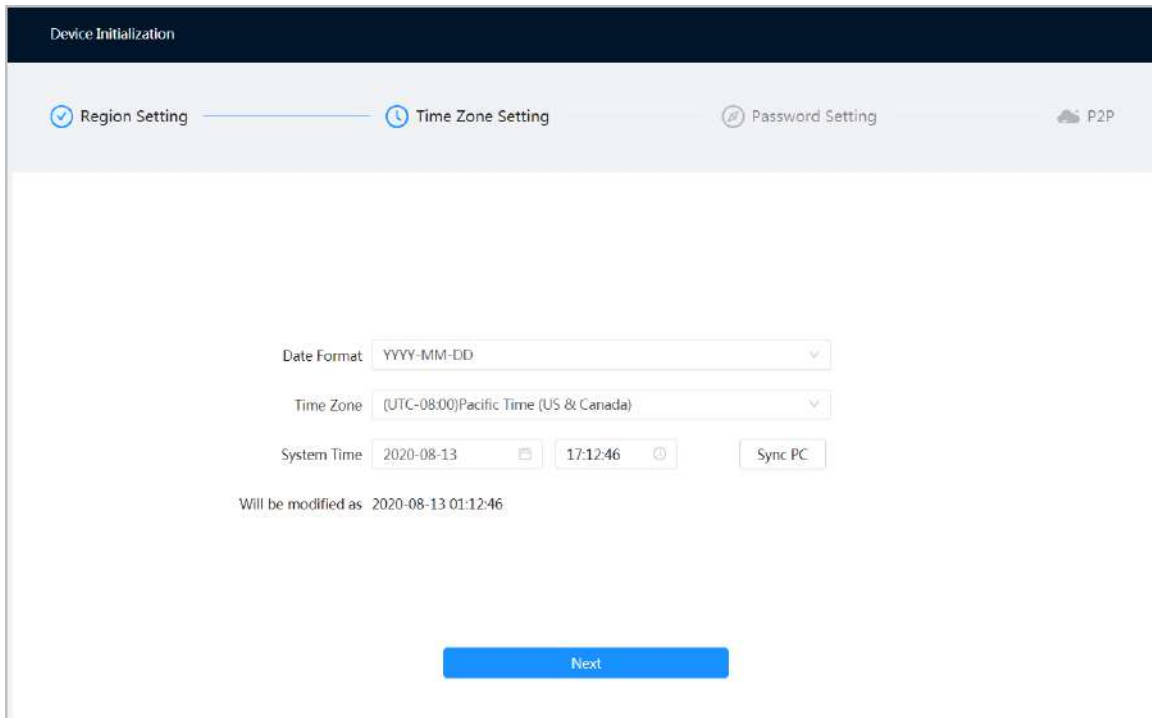 Device Initialization
Region Setting Time Zone Setting Password Setting P2P
Date Format YYYY-MM-DD
Time Zone (UTC-08:00)Pacific Time (US & Canada)
System Time 2020-08-13 17:12:46 Sync PC
Will be modified as 2020-08-13 01:12:46
Next